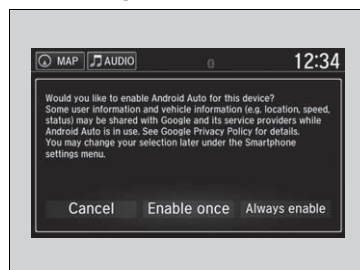 MAP AUDIO 12:34
Would you like to enable Android Auto for this device?
Some user information and vehicle information (e.g. location, speed,
status) may be shared with Google and its service providers while
Android Auto is in use. See Google Privacy Policy for details.
You may change your selection later under the Smartphone
settings menu.
Cancel Enable once Always enable